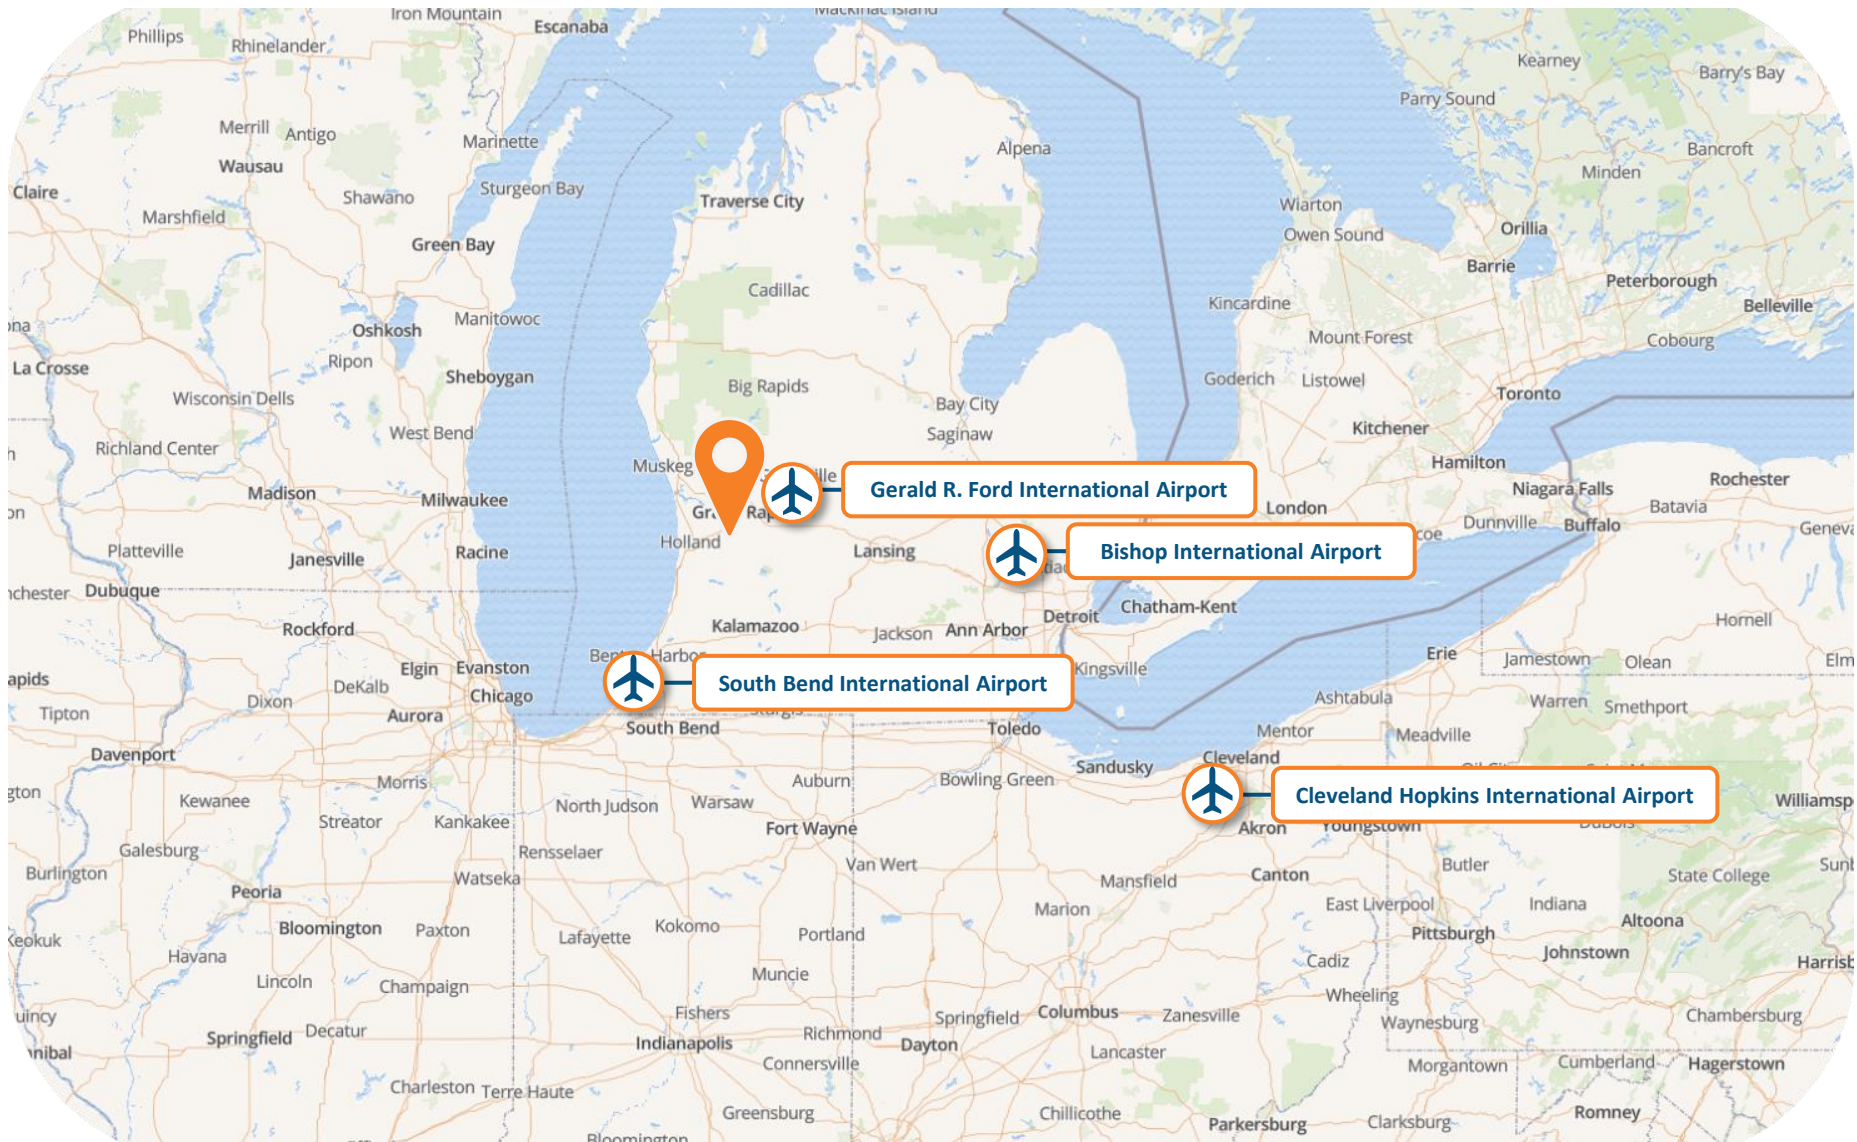 Iron Mountain
Escanaba
Mackinac Island
Phillips
Rhinelander
Kearney
Barry's Bay
Parry Sound
Merrill
Antigo
Marinette
Alpena
Bancroft
Wausau
Minden
Claire
Shawano
Sturgeon Bay
Traverse City
Wiarton
Marshfield
Owen Sound
Orillia
Green Bay
Barrie
Peterborough
Cadillac
Kincardine
Belleville
Manitowoc
Oshkosh
Mount Forest
Cobourg
Ripon
La Crosse
Sheboygan
Goderich
Listowel
Big Rapids
Toronto
Wisconsin Dells
Bay City
West Bend
Kitchener
Saginaw
Richland Center
Muskeg
Hamilton
Rochester
Gerald R. Ford International Airport
Niagara Falls
Madison
Milwaukee
London
Batavia
Dunnville
Buffalo
Geneva
Holland
Lansing
Platteville
Racine
Bishop International Airport
Janesville
Dubuque
Chatham-Kent
Detroit
Hornell
Rockford
Kalamazoo
Jackson
Ann Arbor
Erie
Jamestown
Olean
Elgin
Evanston
Kingsville
South Bend International Airport
DeKalb
Chicago
Ashtabula
Dixon
Warren
Smethport
Tipton
Aurora
South Bend
Toledo
Mentor
Meadville
Davenport
Cleveland
Sandusky
Morris
Auburn
Bowling Green
Cleveland Hopkins International Airport
Williamsp
Kewanee
North Judson
Warsaw
Streator
Kankakee
Fort Wayne
Akron
Youngstown
DuBois
Galesburg
Rensselaer
Van Wert
Butler
Burlington
Watseka
Mansfield
Canton
State College
Peoria
Marion
East Liverpool
Indiana
Altoona
Bloomington
Paxton
Lafayette
Kokomo
Portland
Pittsburgh
Johnstown
Havana
Cadiz
Harrisb
Lincoln
Champaign
Muncie
Wheeling
Fishers
Springfield
Columbus
Zanesville
Waynesburg
Chambersburg
Springfield
Decatur
Indianapolis
Richmond
Dayton
Lancaster
Connersville
Morgantown
Cumberland
Hagerstown
Charleston
Terre Haute
Greensburg
Chillicothe
Parkersburg
Clarksburg
Romney
Bloomington